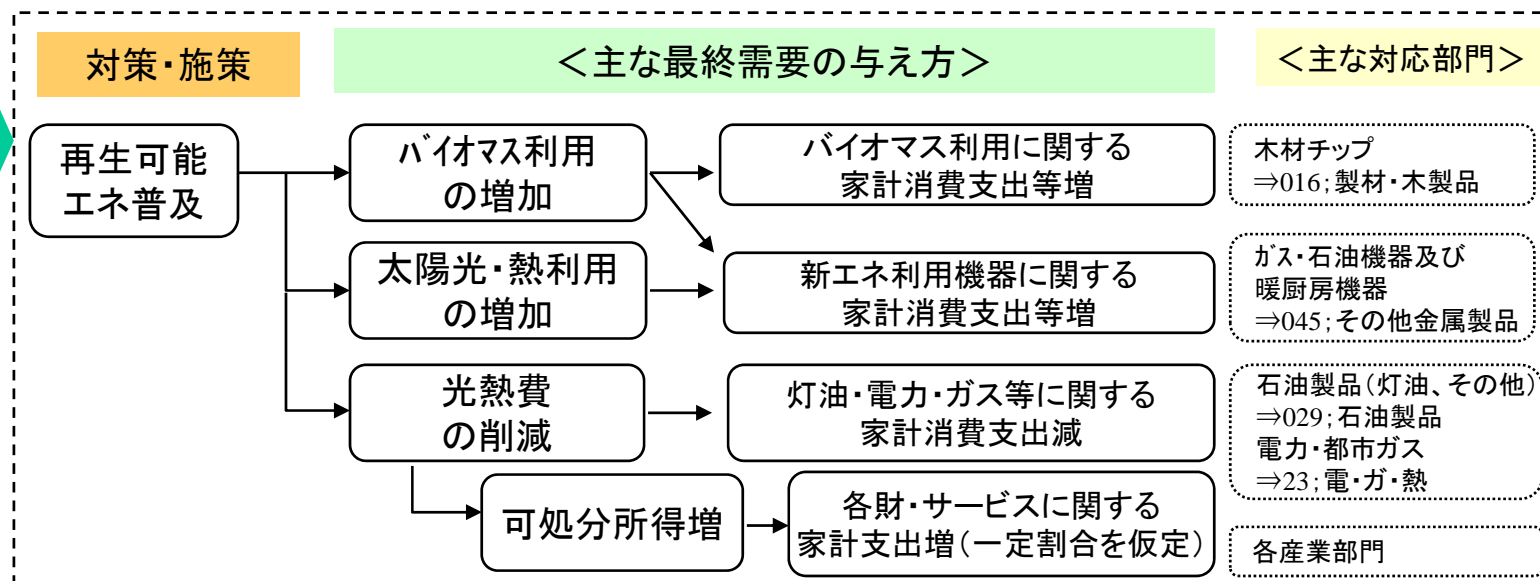 対策・施策
＜主な最終需要の与え方＞
＜主な対応部門＞
再生可能
エネ普及
ﾊﾞｲｵﾏｽ利用
の増加
バイオマス利用に関する
家計消費支出等増
木材チップ
⇒016;製材・木製品
太陽光・熱利用
の増加
新エネ利用機器に関する
家計消費支出等増
ｶﾞｽ・石油機器及び
暖厨房機器
⇒045;その他金属製品
光熱費
の削減
灯油・電力・ガス等に関する
家計消費支出減
石油製品（灯油、その他）
⇒029;石油製品
電力・都市ガス
⇒23;電・ガ・熱
可処分所得増
各財・サービスに関する
家計支出増（一定割合を仮定）
各産業部門